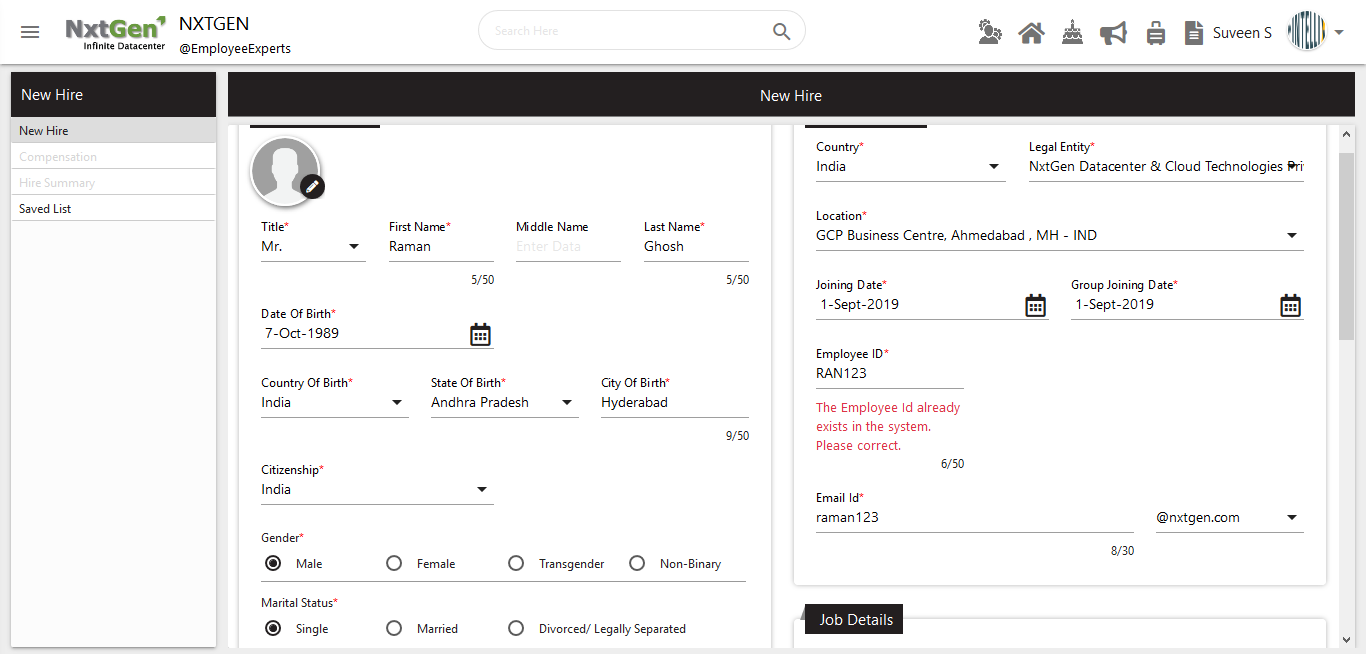 NxtGen
Infinite Datacenter
NXTGEN
@EmployeeExperts
Search Here
Suveen S
INTELLI
New Hire
New Hire
Compensation
Hire Summary
Saved List
New Hire
Title*
First Name*
Middle Name
Last Name*
Mr.
Raman
Enter Data
Ghosh
5/50
5/50
Date Of Birth*
7-Oct-1989
Country Of Birth*
State Of Birth*
City Of Birth*
India
Andhra Pradesh
Hyderabad
9/50
Citizenship*
India
Gender*
Male
Female
Transgender
Non-Binary
Marital Status*
Single
Married
Divorced/ Legally Separated
Country*
Legal Entity*
India
NxtGen Datacenter & Cloud Technologies Pri
Location*
GCP Business Centre, Ahmedabad , MH - IND
Joining Date*
Group Joining Date*
1-Sept-2019
1-Sept-2019
Employee ID*
RAN123
The Employee Id already
exists in the system.
Please correct.
6/50
Email Id*
raman123
@nxtgen.com
8/30
Job Details